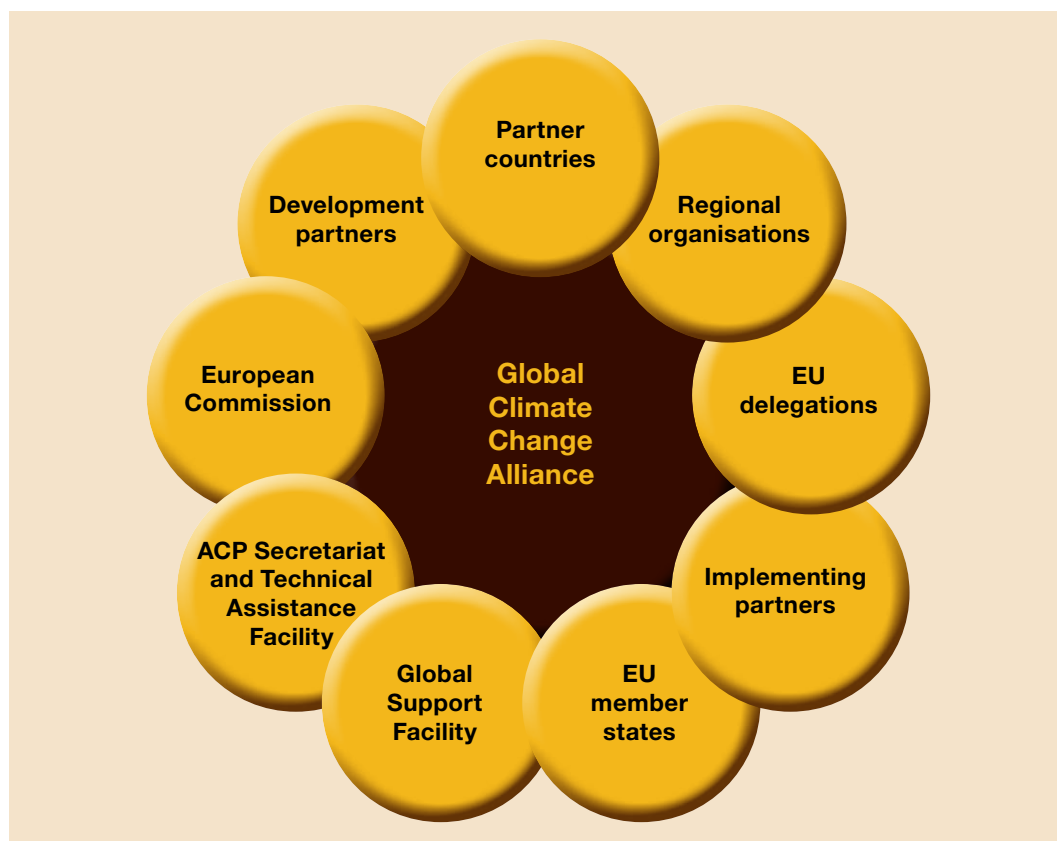 Partner
countries
Regional
organisations
EU
delegations
Implementing
partners
EU
member
states
Global
Support
Facility
ACP Secretariat
and Technical
Assistance
Facility
European
Commission
Development
partners
Global
Climate
Change
Alliance